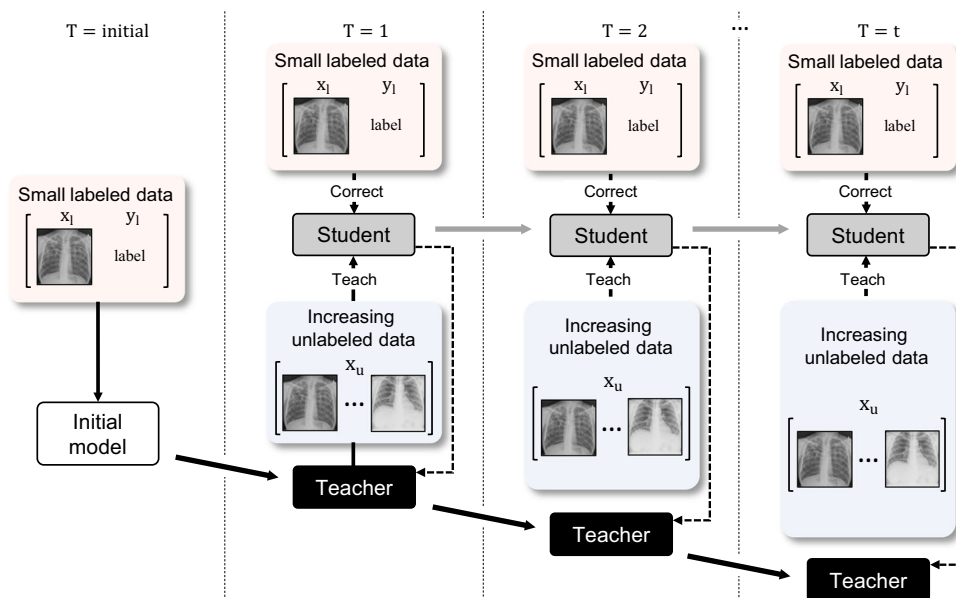 T = initial
Small labeled data
x_l y_l
label
Initial
model
T = 1
Small labeled data
x_l y_l
label
Correct
Student
Teach
Increasing
unlabeled data
x_u
...
Teacher
T = 2
Small labeled data
x_l y_l
label
Correct
Student
Teach
Increasing
unlabeled data
x_u
...
Teacher
...
T = t
Small labeled data
x_l y_l
label
Correct
Student
Teach
Increasing
unlabeled data
x_u
...
Teacher